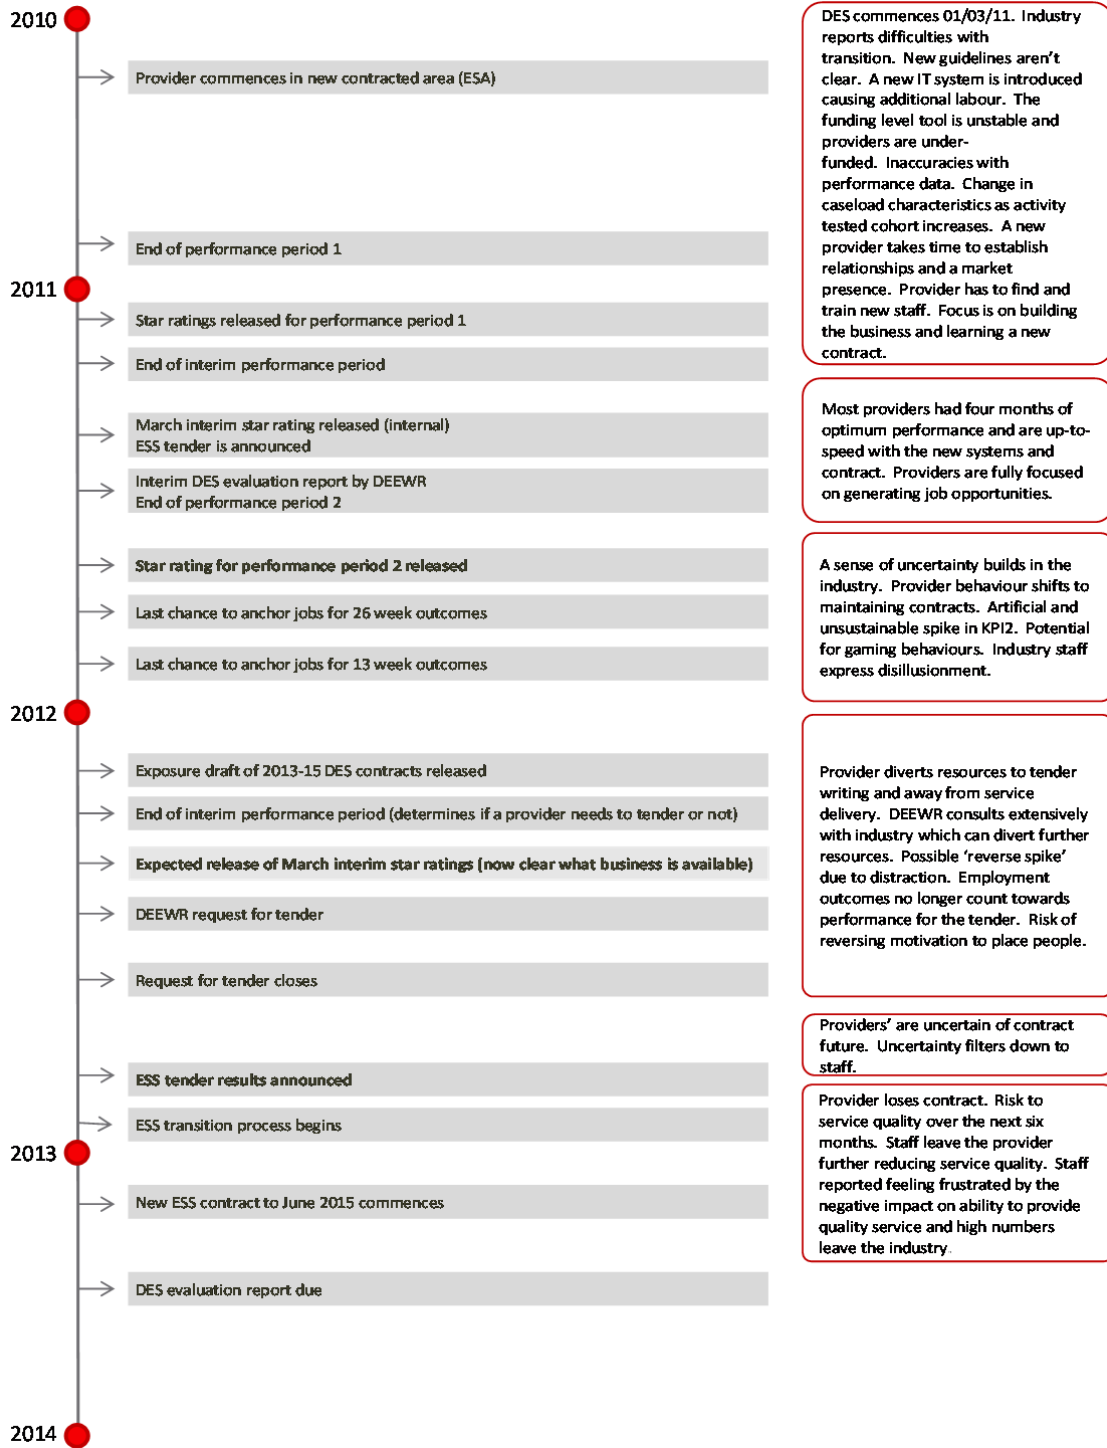 2010
Provider commences in new contracted area (ESA)
End of performance period 1
2011
Star ratings released for performance period 1
End of interim performance period
March interim star rating released (internal)
ESS tender is announced
Interim DES evaluation report by DEEWR
End of performance period 2
Star rating for performance period 2 released
Last chance to anchor jobs for 26 week outcomes
Last chance to anchor jobs for 13 week outcomes
2012
Exposure draft of 2013-15 DES contracts released
End of interim performance period (determines if a provider needs to tender or not)
Expected release of March interim star ratings (now clear what business is available)
DEEWR request for tender
Request for tender closes
ESS tender results announced
ESS transition process begins
2013
New ESS contract to June 2015 commences
DES evaluation report due
2014
DES commences 01/03/11. Industry
reports difficulties with
transition. New guidelines aren't
clear. A new IT system is introduced
causing additional labour. The
funding level tool is unstable and
providers are under-
funded. Inaccuracies with
performance data. Change in
caseload characteristics as activity
tested cohort increases. A new
provider takes time to establish
relationships and a market
presence. Provider has to find and
train new staff. Focus is on building
the business and learning a new
contract.
Most providers had four months of
optimum performance and are up-to-
speed with the new systems and
contract. Providers are fully focused
on generating job opportunities.
A sense of uncertainty builds in the
industry. Provider behaviour shifts to
maintaining contracts. Artificial and
unsustainable spike in KPI2. Potential
for gaming behaviours. Industry staff
express disillusionment.
Provider diverts resources to tender
writing and away from service
delivery. DEEWR consults extensively
with industry which can divert further
resources. Possible 'reverse spike'
due to distraction. Employment
outcomes no longer count towards
performance for the tender. Risk of
reversing motivation to place people.
Providers' are uncertain of contract
future. Uncertainty filters down to
staff.
Provider loses contract. Risk to
service quality over the next six
months. Staff leave the provider
further reducing service quality. Staff
reported feeling frustrated by the
negative impact on ability to provide
quality service and high numbers
leave the industry.